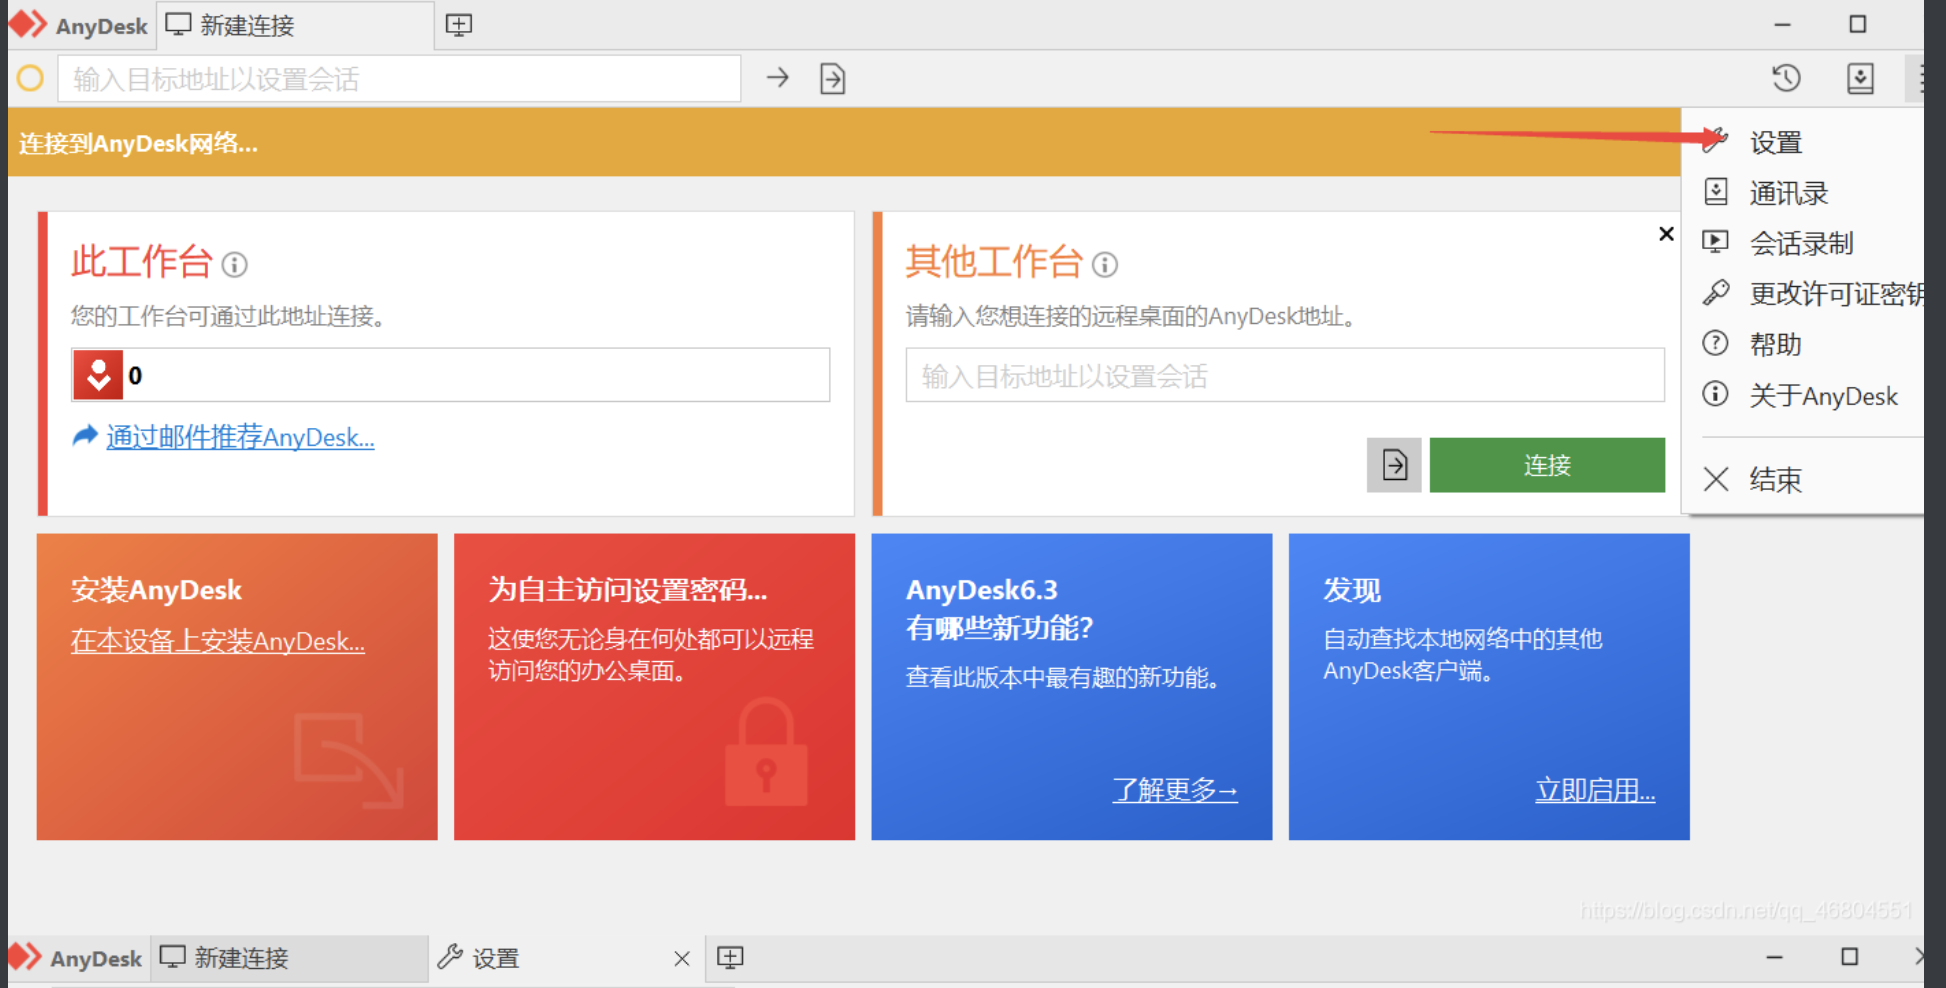 AnyDesk 新建连接
输入目标地址以设置会话
连接到AnyDesk网络...
设置
通讯录
会话录制
更改许可证密钥
帮助
关于AnyDesk
结束
此工作台
您的工作台可通过此地址连接。
0
通过邮件推荐AnyDesk...
其他工作台
请输入您想连接的远程桌面的AnyDesk地址。
输入目标地址以设置会话
连接
安装AnyDesk
在本设备上安装AnyDesk...
为自主访问设置密码...
这使您无论身在何处都可以远程
访问您的办公桌面。
AnyDesk6.3
有哪些新功能?
查看此版本中最有趣的新功能。
了解更多→
发现
自动查找本地网络中的其他
AnyDesk客户端。
立即启用...
https://blog.csdn.net/qq_46804551
AnyDesk 新建连接 设置